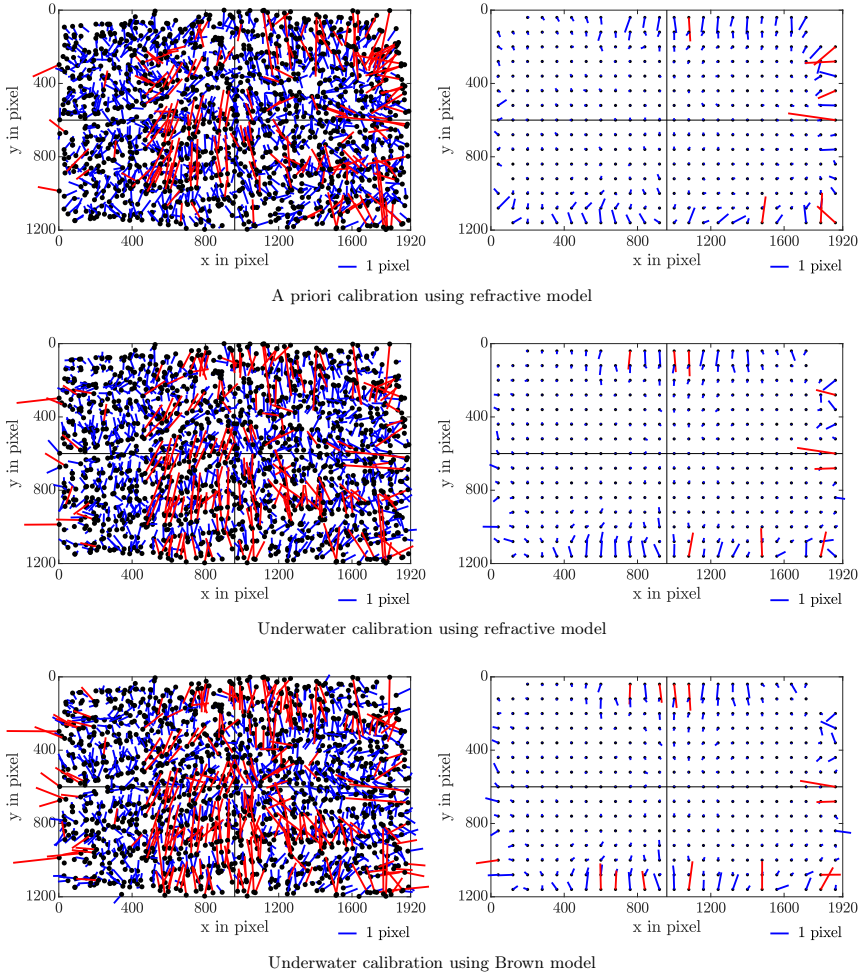 0
400
800
1200
y in pixel
0 400 800 1200 1600 1920
x in pixel
1 pixel
0
400
800
1200
y in pixel
0 400 800 1200 1600 1920
x in pixel
1 pixel
A priori calibration using refractive model
0
400
800
1200
y in pixel
0 400 800 1200 1600 1920
x in pixel
1 pixel
0
400
800
1200
y in pixel
0 400 800 1200 1600 1920
x in pixel
1 pixel
Underwater calibration using refractive model
0
400
800
1200
y in pixel
0 400 800 1200 1600 1920
x in pixel
1 pixel
0
400
800
1200
y in pixel
0 400 800 1200 1600 1920
x in pixel
1 pixel
Underwater calibration using Brown model